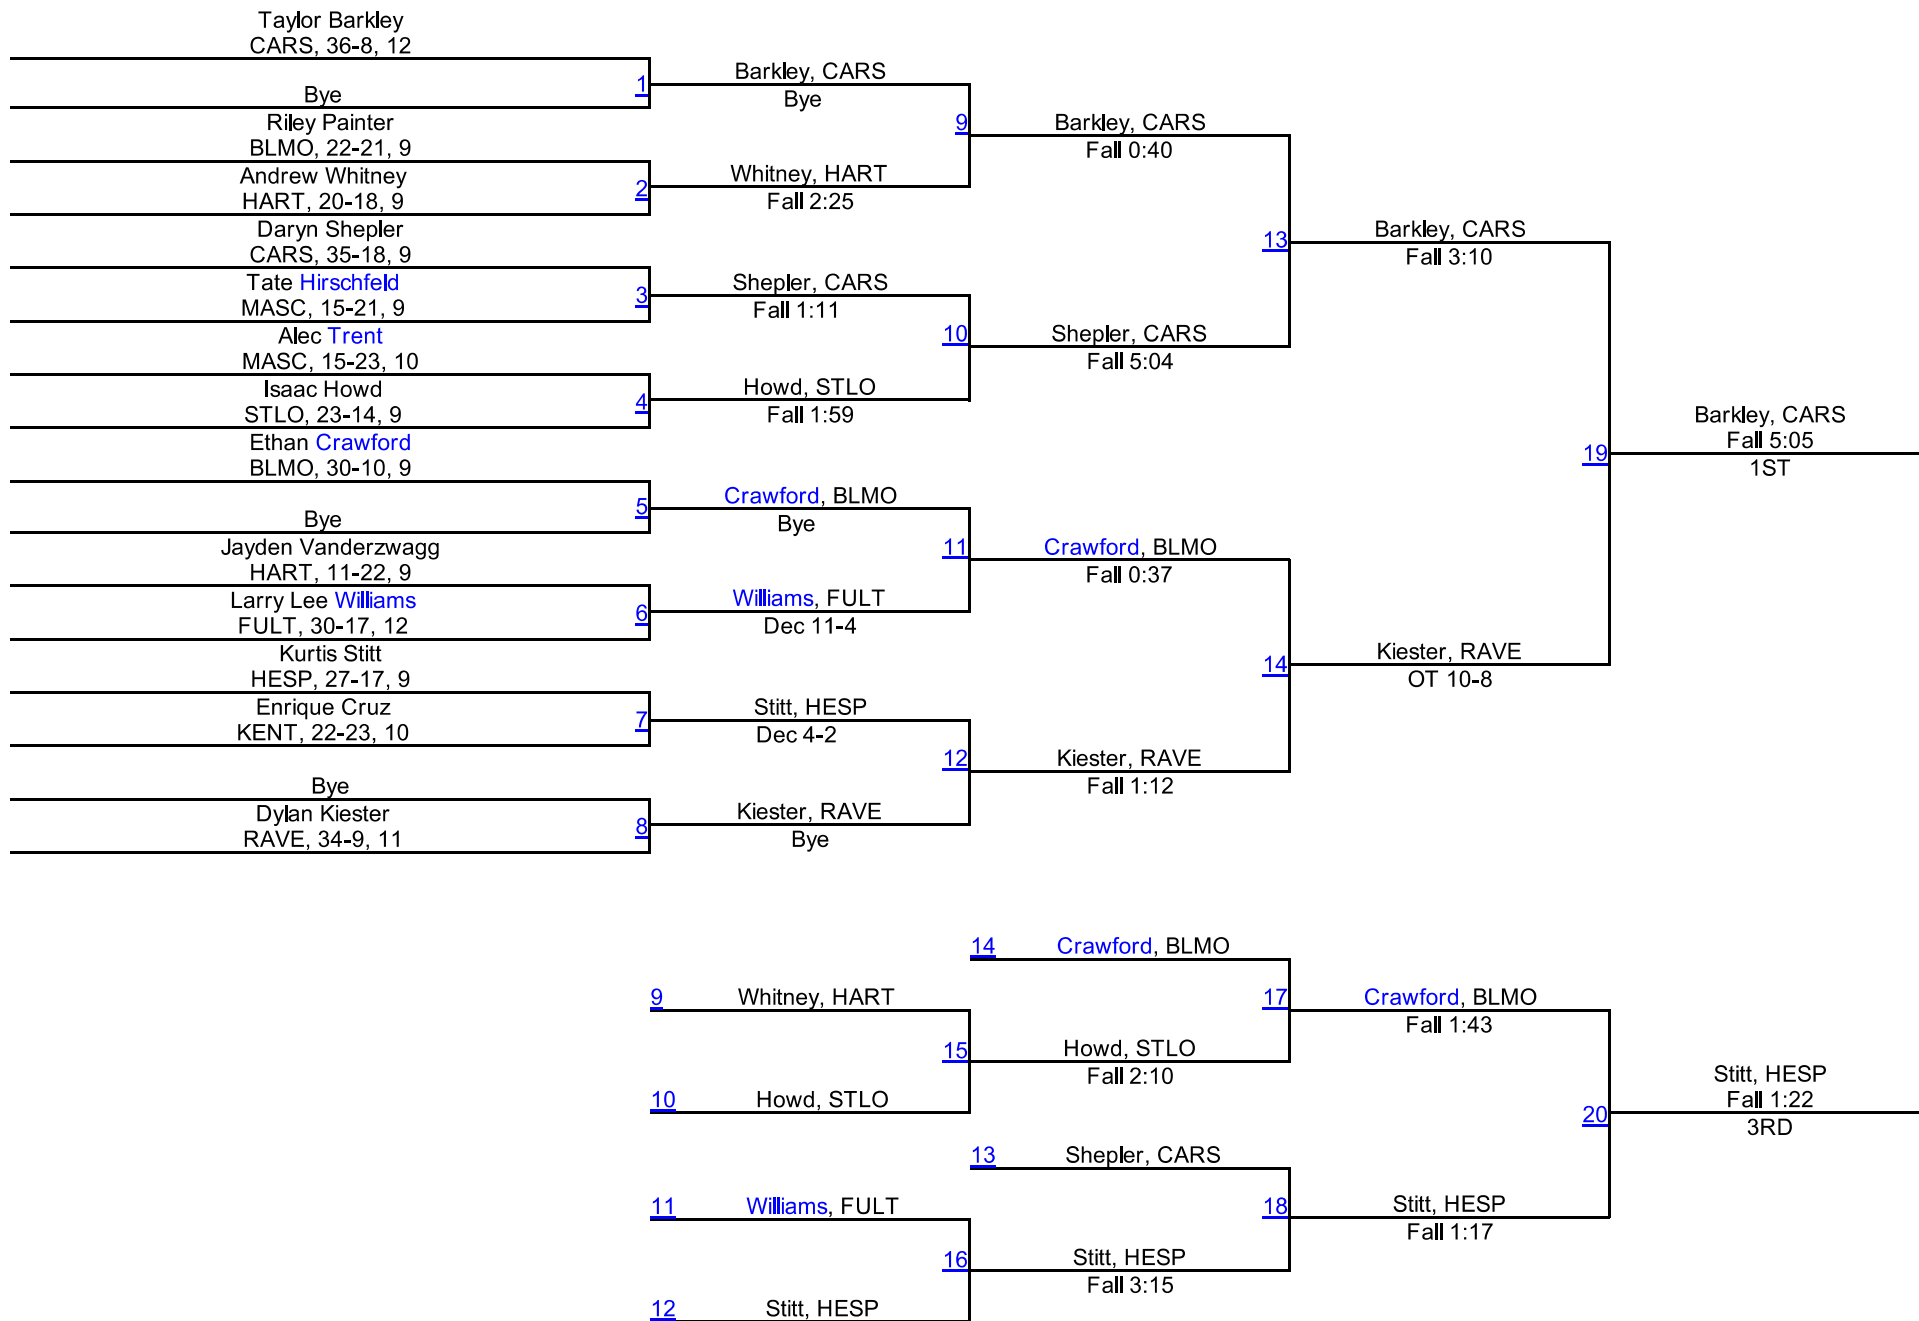 Taylor Barkley
CARS, 36-8, 12
1
Bye
Riley Painter
BLMO, 22-21, 9
Andrew Whitney
2
HART, 20-18, 9
Daryn Shepler
CARS, 35-18, 9
Tate Hirschfeld
3
MASC, 15-21, 9
Alec Trent
MASC, 15-23, 10
Isaac Howd
4
STLO, 23-14, 9
Ethan Crawford
BLMO, 30-10, 9
5
Bye
Jayden Vanderzwagg
HART, 11-22, 9
Larry Lee Williams
6
FULT, 30-17, 12
Kurtis Stitt
HESP, 27-17, 9
Enrique Cruz
7
KENT, 22-23, 10
Bye
Dylan Kiester
8
RAVE, 34-9, 11
Barkley, CARS
Bye
9
Whitney, HART
Fall 2:25
Shepler, CARS
Fall 1:11
10
Howd, STLO
Fall 1:59
Crawford, BLMO
Bye
11
Williams, FULT
Dec 11-4
Stitt, HESP
Dec 4-2
12
Kiester, RAVE
Bye
Barkley, CARS
Fall 0:40
13
Shepler, CARS
Fall 5:04
Crawford, BLMO
Fall 0:37
14
Kiester, RAVE
Fall 1:12
Barkley, CARS
Fall 3:10
19
Kiester, RAVE
OT 10-8
Barkley, CARS
Fall 5:05
1ST
9 Whitney, HART
15
10 Howd, STLO
11 Williams, FULT
16
12 Stitt, HESP
14 Crawford, BLMO
17
Howd, STLO
Fall 2:10
13 Shepler, CARS
18
Stitt, HESP
Fall 3:15
Crawford, BLMO
Fall 1:43
20
Stitt, HESP
Fall 1:17
Stitt, HESP
Fall 1:22
3RD